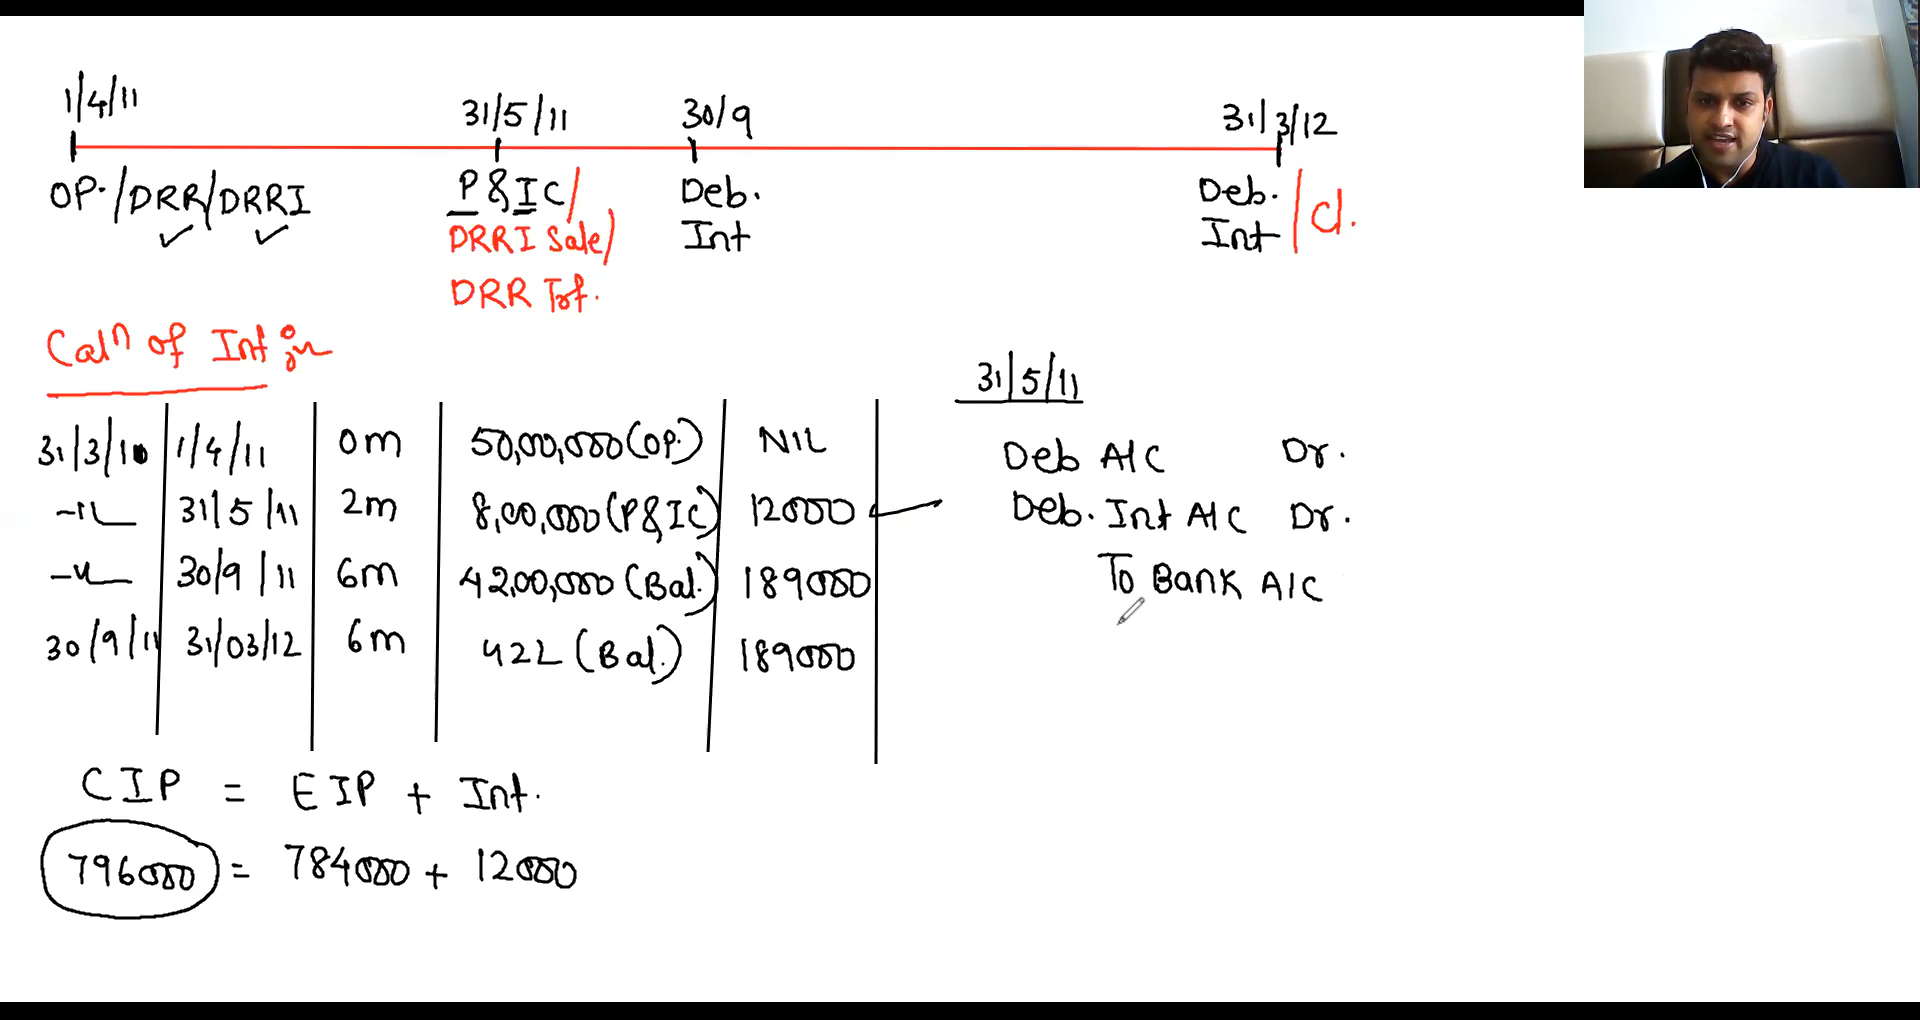 1/4/11
31/5/11
30/9
31/3/12
OP./DRR/DRRI
P&IC/
DRRI Sale/
DRR Trf.
Deb.
Int
Deb.
Int
/Cl.
Calⁿ of Int
31/3/10 1/4/11 0m 50,00,000 (OP.) NIL
-11- 31/5/11 2m 8,00,000 (P&IC) 12000
-11- 30/9/11 6m 4200,000 (Bal.) 189000
30/9/11 31/03/12 6m 42L (Bal.) 189000
CIP = EIP + Int.
796000 = 784000 + 12000
31/5/11
Deb A/C Dr.
Deb. Int A/C Dr.
To Bank A/C